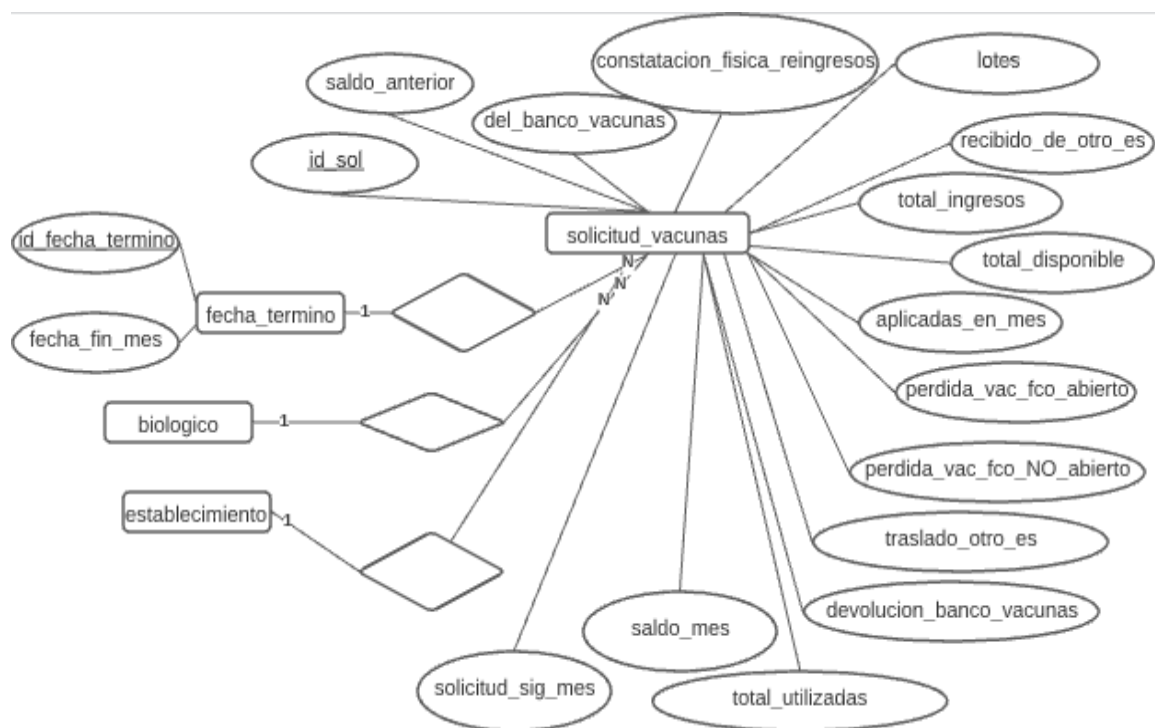 constatacion_fisica_reingresos
lotes
saldo_anterior
del_banco_vacunas
recibido_de_otro_es
id_sol
total_ingresos
solicitud_vacunas
id_fecha_termino
total_disponible
N
N
N
fecha_termino
1
aplicadas_en_mes
fecha_fin_mes
perdida_vac_fco_abierto
biologico
1
perdida_vac_fco_NO_abierto
establecimiento
1
traslado_otro_es
devolucion_banco_vacunas
saldo_mes
solicitud_sig_mes
total_utilizadas